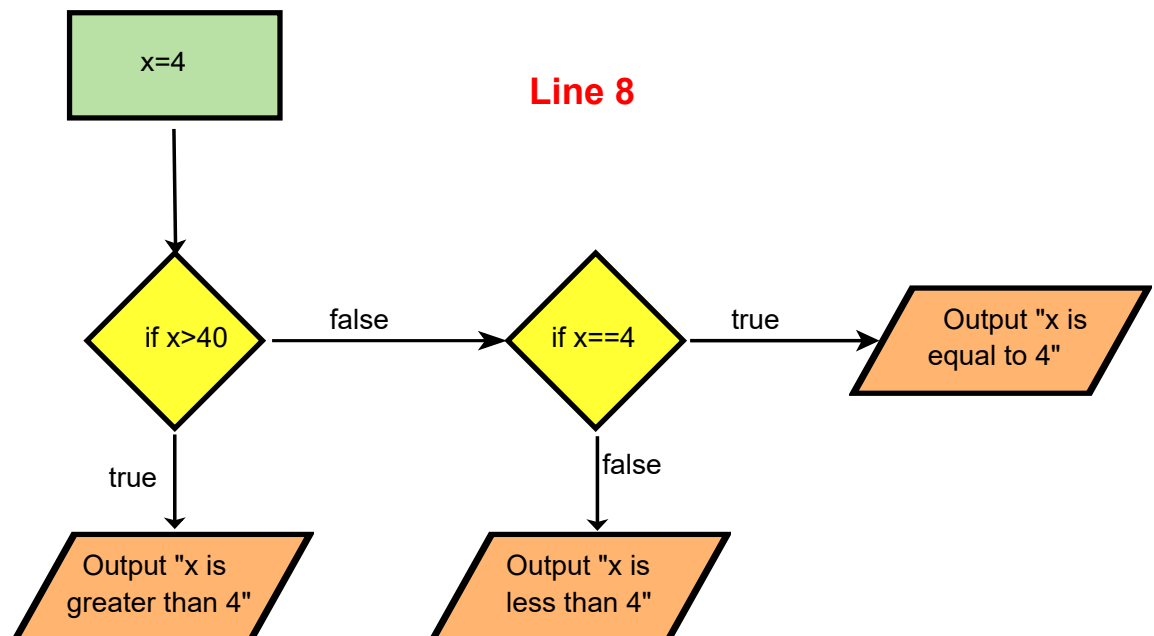 x=4
Line 8
if x>40
false
if x==4
true
Output "x is
equal to 4"
true
false
Output "x is
greater than 4"
Output "x is
less than 4"